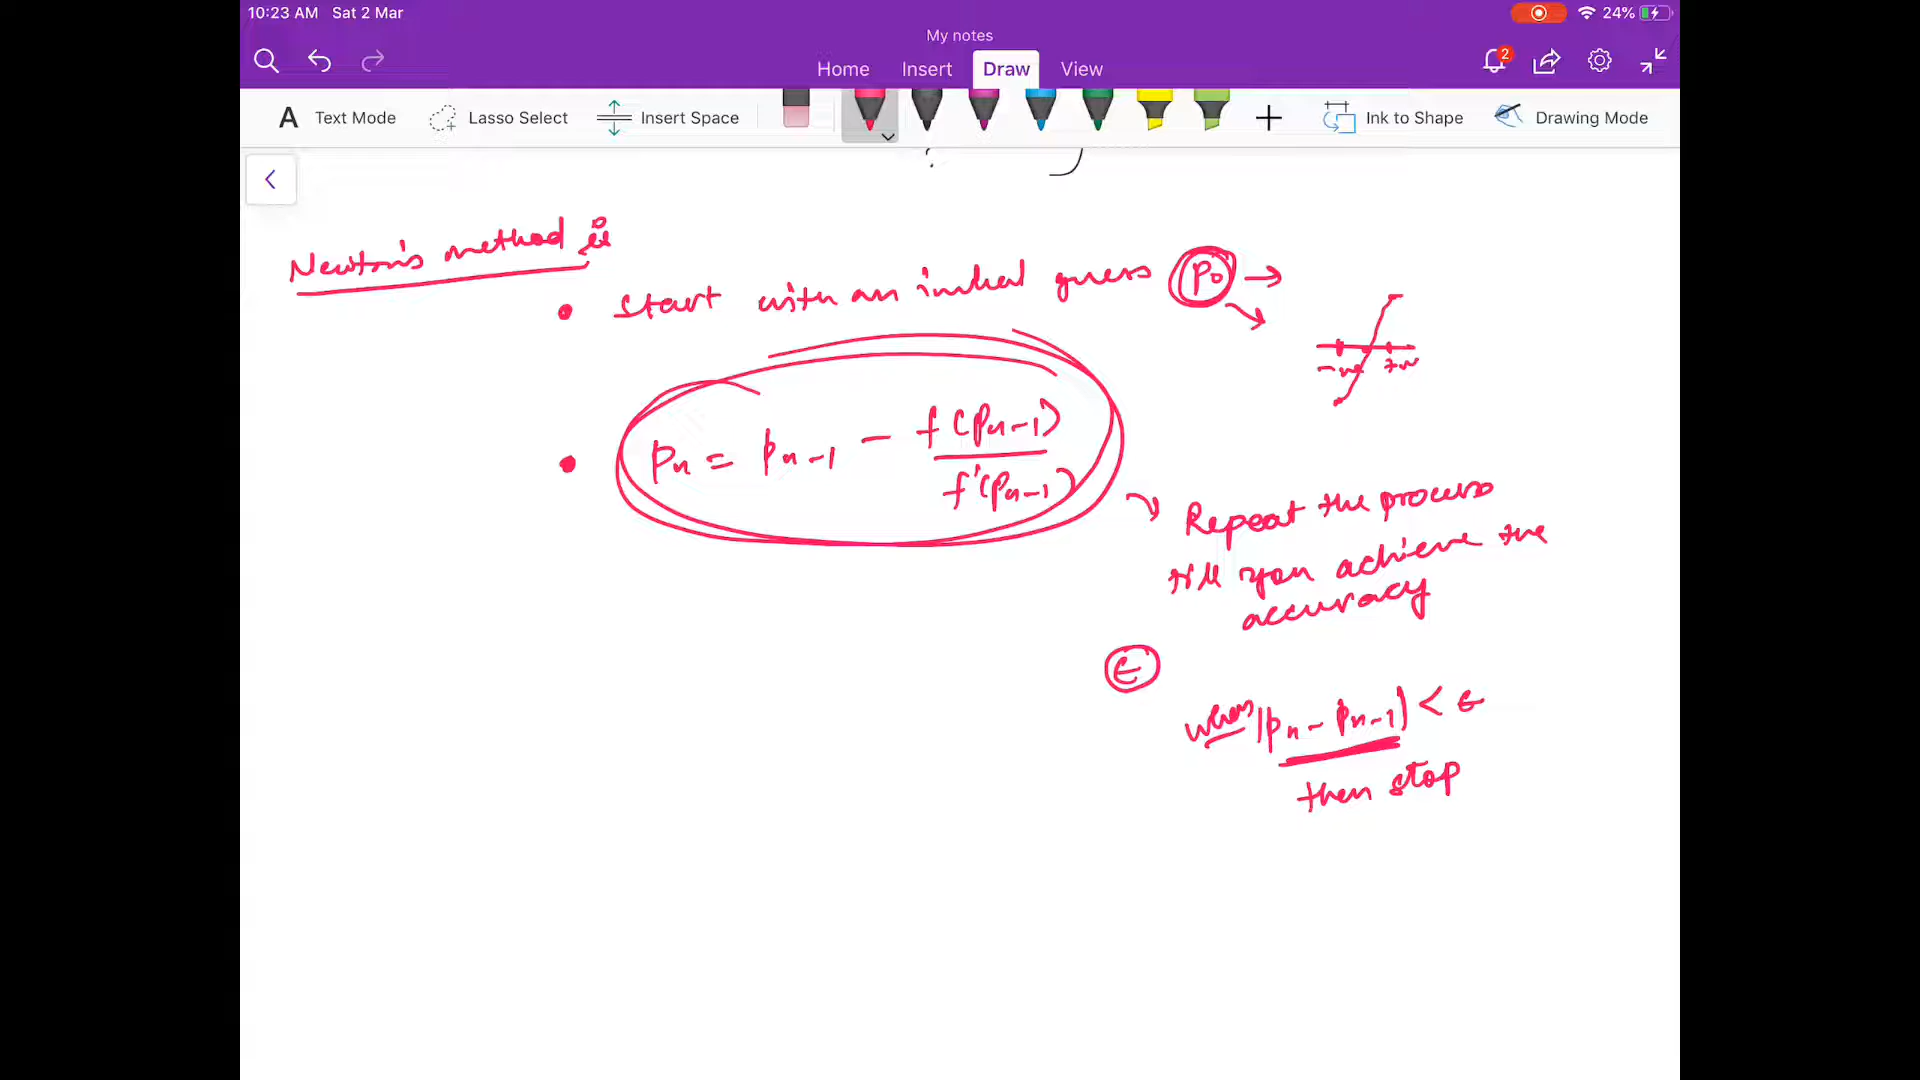 10:23 AM Sat 2 Mar
24%
My notes
Home Insert Draw View
2
A Text Mode Lasso Select Insert Space Ink to Shape Drawing Mode
Newton's method is
• Start with an initial guess p₀ →
-ve +ve
• pₙ = pₙ₋₁ - f(pₙ₋₁) / f'(pₙ₋₁)
Repeat the process
till you achieve the
accuracy
ϵ
when |pₙ - pₙ₋₁| < ϵ
then stop